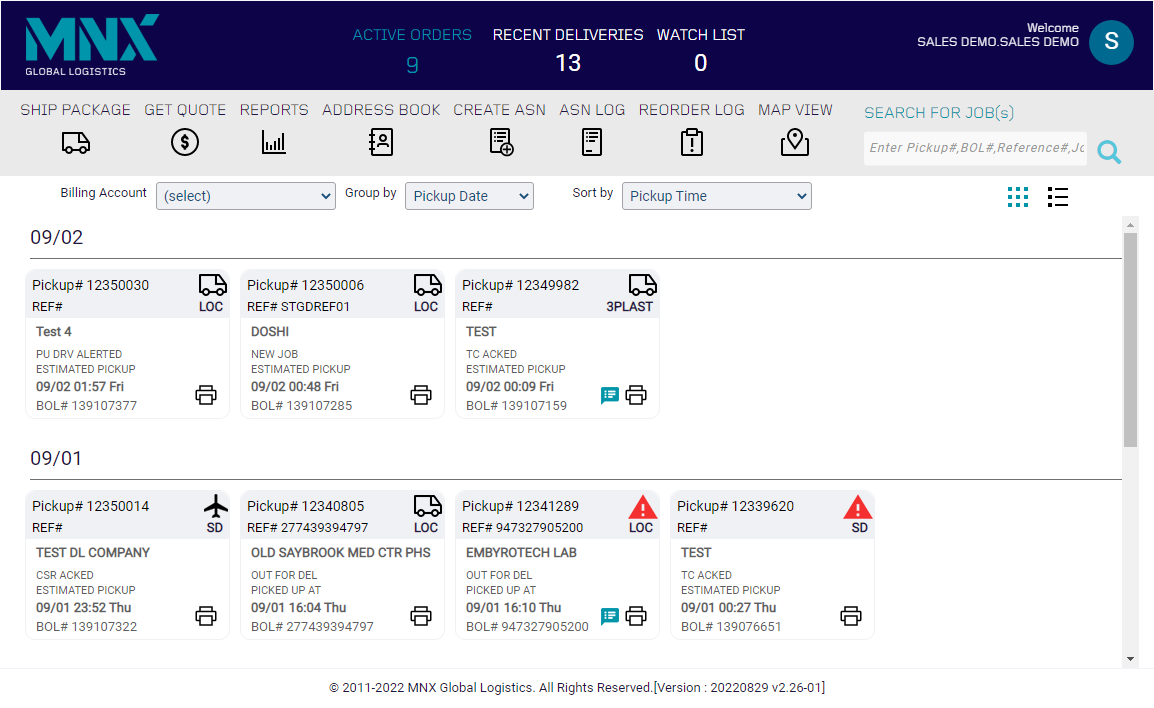 MNX
GLOBAL LOGISTICS
ACTIVE ORDERS
9
RECENT DELIVERIES
13
WATCH LIST
0
Welcome
SALES DEMO.SALES DEMO
S
SHIP PACKAGE
GET QUOTE
REPORTS
ADDRESS BOOK
CREATE ASN
ASN LOG
REORDER LOG
MAP VIEW
SEARCH FOR JOB(s)
Enter Pickup#,BOL#,Reference#,Jc
Billing Account
(select)
Group by
Pickup Date
Sort by
Pickup Time
09/02
Pickup# 12350030
REF#
LOC
Test 4
PU DRV ALERTED
ESTIMATED PICKUP
09/02 01:57 Fri
BOL# 139107377
Pickup# 12350006
REF# STGDREF01
LOC
DOSHI
NEW JOB
ESTIMATED PICKUP
09/02 00:48 Fri
BOL# 139107285
Pickup# 12349982
REF#
3PLAST
TEST
TC ACKED
ESTIMATED PICKUP
09/02 00:09 Fri
BOL# 139107159
09/01
Pickup# 12350014
REF#
SD
TEST DL COMPANY
CSR ACKED
ESTIMATED PICKUP
09/01 23:52 Thu
BOL# 139107322
Pickup# 12340805
REF# 277439394797
LOC
OLD SAYBROOK MED CTR PHS
OUT FOR DEL
PICKED UP AT
09/01 16:04 Thu
BOL# 277439394797
Pickup# 12341289
REF# 947327905200
LOC
EMBYROTECH LAB
OUT FOR DEL
PICKED UP AT
09/01 16:10 Thu
BOL# 947327905200
Pickup# 12339620
REF#
SD
TEST
TC ACKED
ESTIMATED PICKUP
09/01 00:27 Thu
BOL# 139076651
© 2011-2022 MNX Global Logistics. All Rights Reserved.[Version : 20220829 v2.26-01]